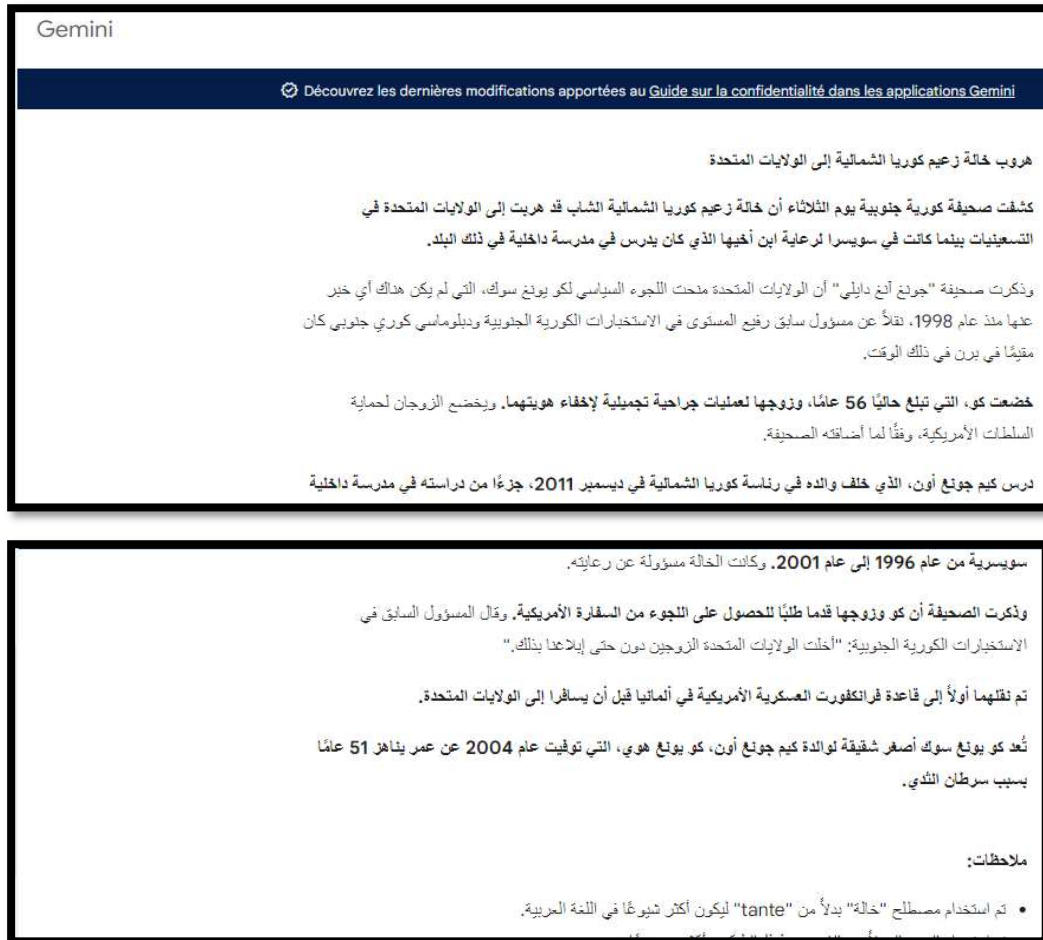 Gemini
Découvrez les dernières modifications apportées au Guide sur la confidentialité dans les applications Gemini
هروب خالة زعيم كوريا الشمالية إلى الولايات المتحدة
كشفت صحيفة كورية جنوبية يوم الثلاثاء أن خالة زعيم كوريا الشمالية الشاب قد هربت إلى الولايات المتحدة في
التسعينيات بينما كانت في سويسرا لرعاية ابن أخيها الذي كان يدرس في مدرسة داخلية في ذلك البلد.
وذكرت صحيفة "جونغ آنغ دايلي" أن الولايات المتحدة منحت اللجوء السياسي لكو يونغ سوك، التي لم يكن هناك أي خبر
عنها منذ عام 1998، نقلاً عن مسؤول سابق رفيع المستوى في الاستخبارات الكورية الجنوبية ودبلوماسي كوري جنوبي كان
مقيمًا في برن في ذلك الوقت.
خضعت كو، التي تبلغ حاليًا 56 عامًا، وزوجها لعمليات جراحية تجميلية لإخفاء هويتهما. ويخضع الزوجان لحماية
السلطات الأمريكية، وفقًا لما أضافته الصحيفة.
درس كيم جونغ أون، الذي خلف والده في رئاسة كوريا الشمالية في ديسمبر 2011، جزءًا من دراسته في مدرسة داخلية
سويسرية من عام 1996 إلى عام 2001. وكانت الخالة مسؤولة عن رعايته.
وذكرت الصحيفة أن كو وزوجها قدما طلبًا للحصول على اللجوء من السفارة الأمريكية. وقال المسؤول السابق في
الاستخبارات الكورية الجنوبية: "أخلت الولايات المتحدة الزوجين دون حتى إبلاغنا بذلك."
تم نقلهما أولاً إلى قاعدة فرانكفورت العسكرية الأمريكية في ألمانيا قبل أن يسافرا إلى الولايات المتحدة.
تُعد كو يونغ سوك أصغر شقيقة لوالدة كيم جونغ أون، كو يونغ هوي، التي توفيت عام 2004 عن عمر يناهز 51 عامًا
بسبب سرطان الثدي.
ملاحظات:
• تم استخدام مصطلح "خالة" بدلاً من "tante" ليكون أكثر شيوعًا في اللغة العربية.